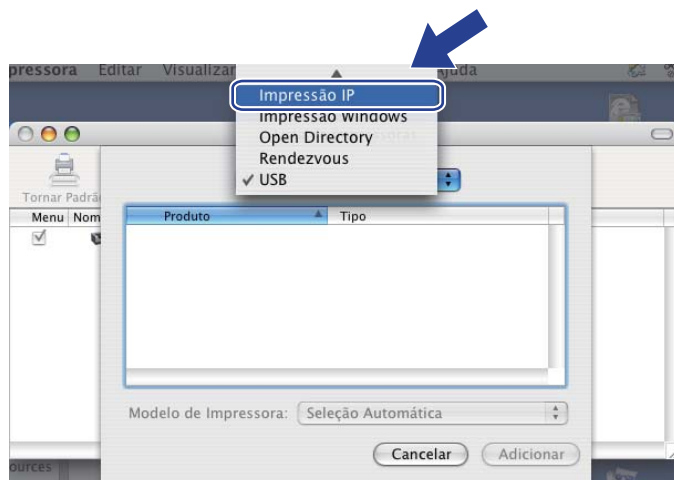 pressora Editar Visualizar Ajuda
Impressão IP
Impressão Windows
Open Directory
Rendezvous
✓ USB
Tornar Padrã
Menu Nom
Produto Tipo
Modelo de Impressora: Seleção Automática
Cancelar Adicionar
ources